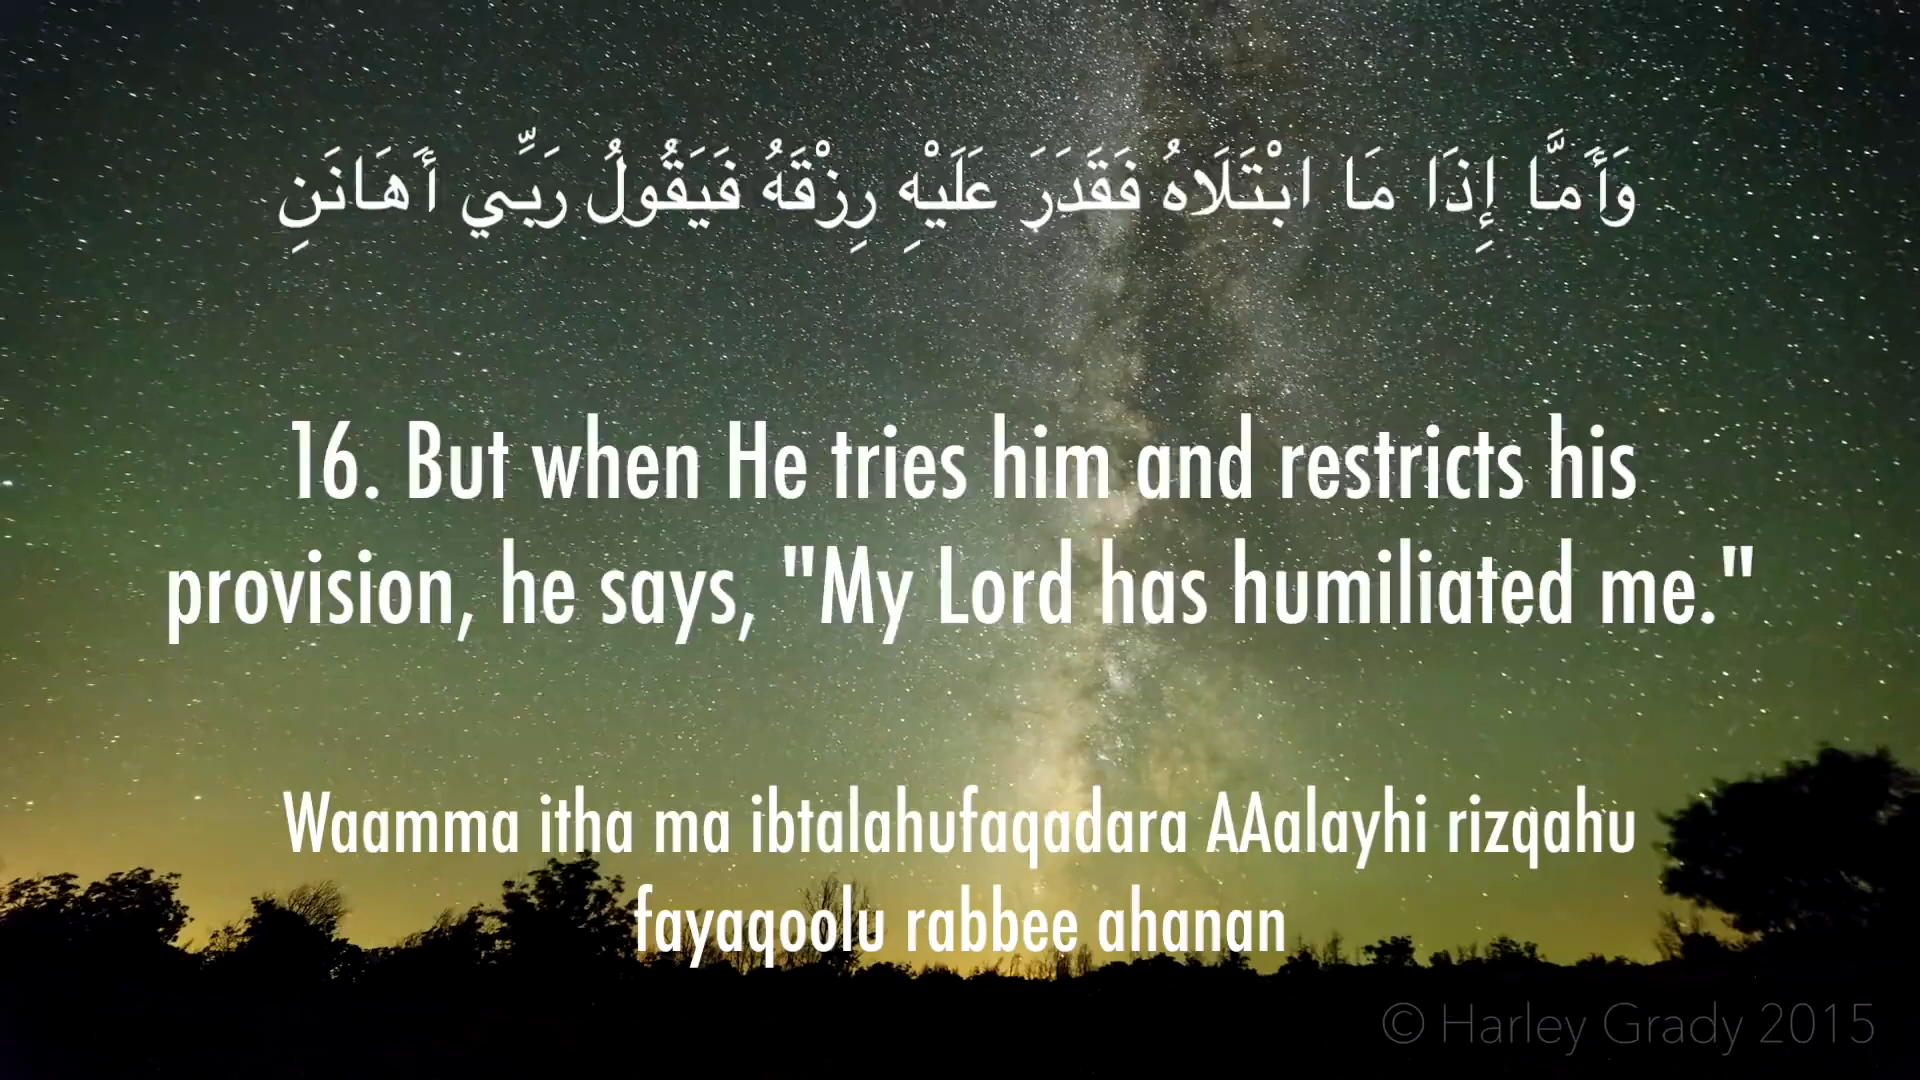 وَأَمَّا إِذَا مَا ابْتَلَاهُ فَقَدَرَ عَلَيْهِ رِزْقَهُ فَيَقُولُ رَبِّي أَهَانَنِ
16. But when He tries him and restricts his
provision, he says, "My Lord has humiliated me."
Waamma itha ma ibtalahufaqadara AAalayhi rizqahu
fayaqoolu rabbee ahanan
© Harley Grady 2015